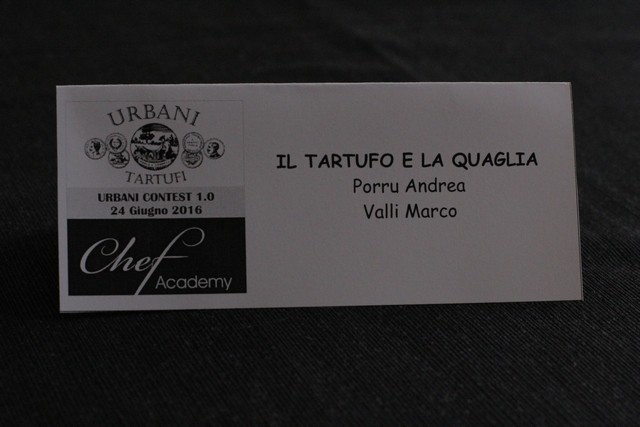 URBANI
TARTUFI
URBANI CONTEST 1.0
24 Giugno 2016
Chef
Academy
IL TARTUFO E LA QUAGLIA
Porru Andrea
Valli Marco